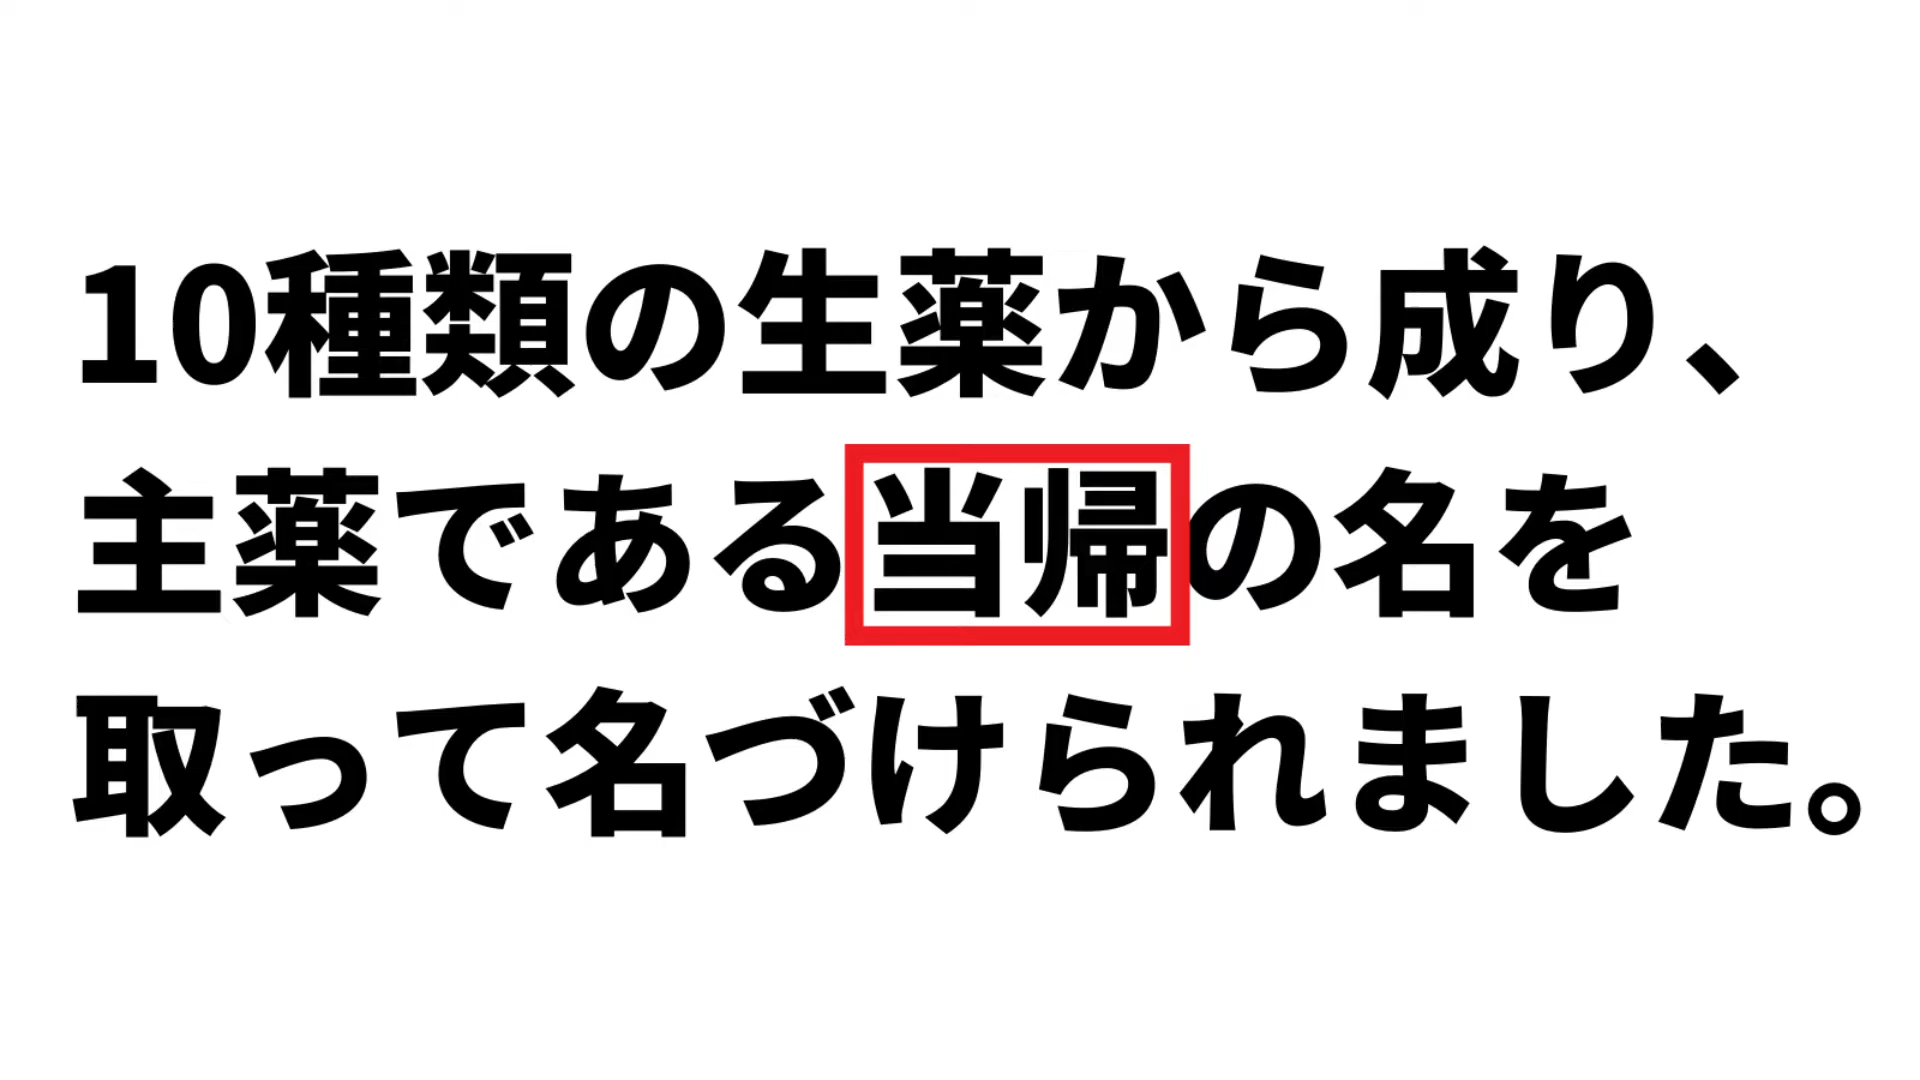 10種類の生薬から成り、
主薬である当帰の名を
取って名づけられました。